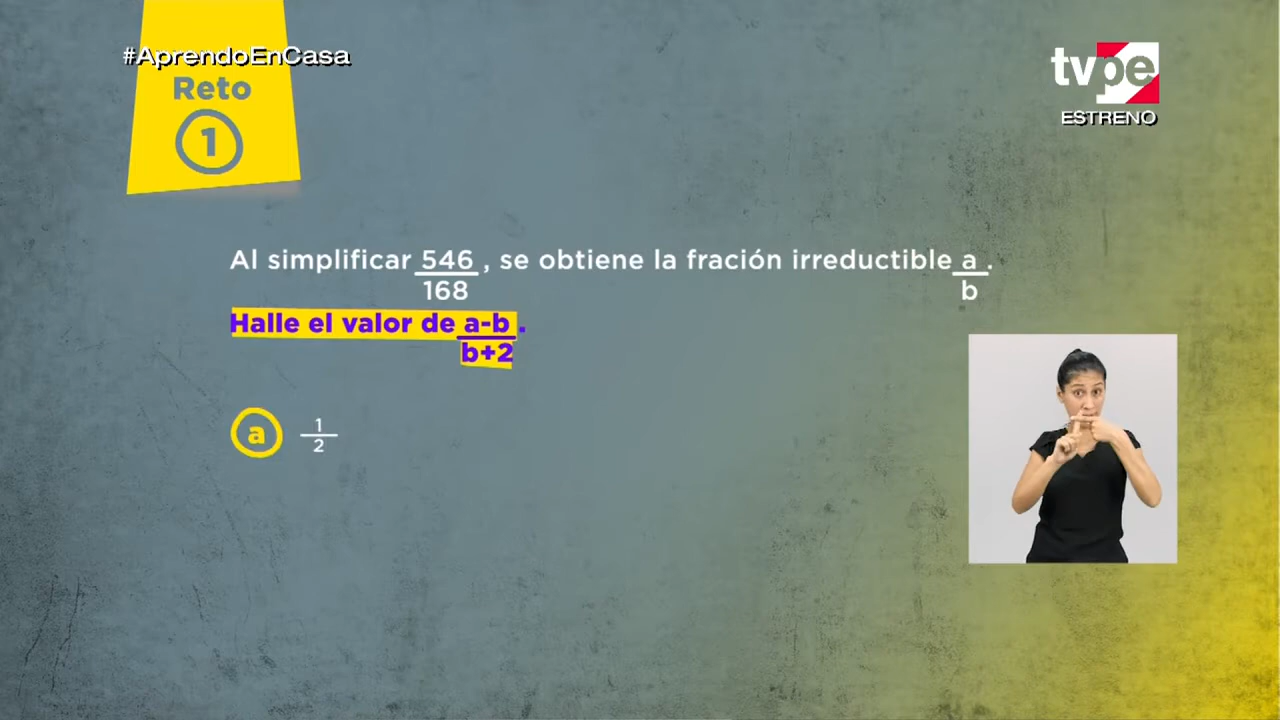 #AprendoEnCasa
Reto
1
tvpe
ESTRENO
Al simplificar 546/168, se obtiene la fración irreductible a/b.
Halle el valor de a-b/b+2.
a 1/2